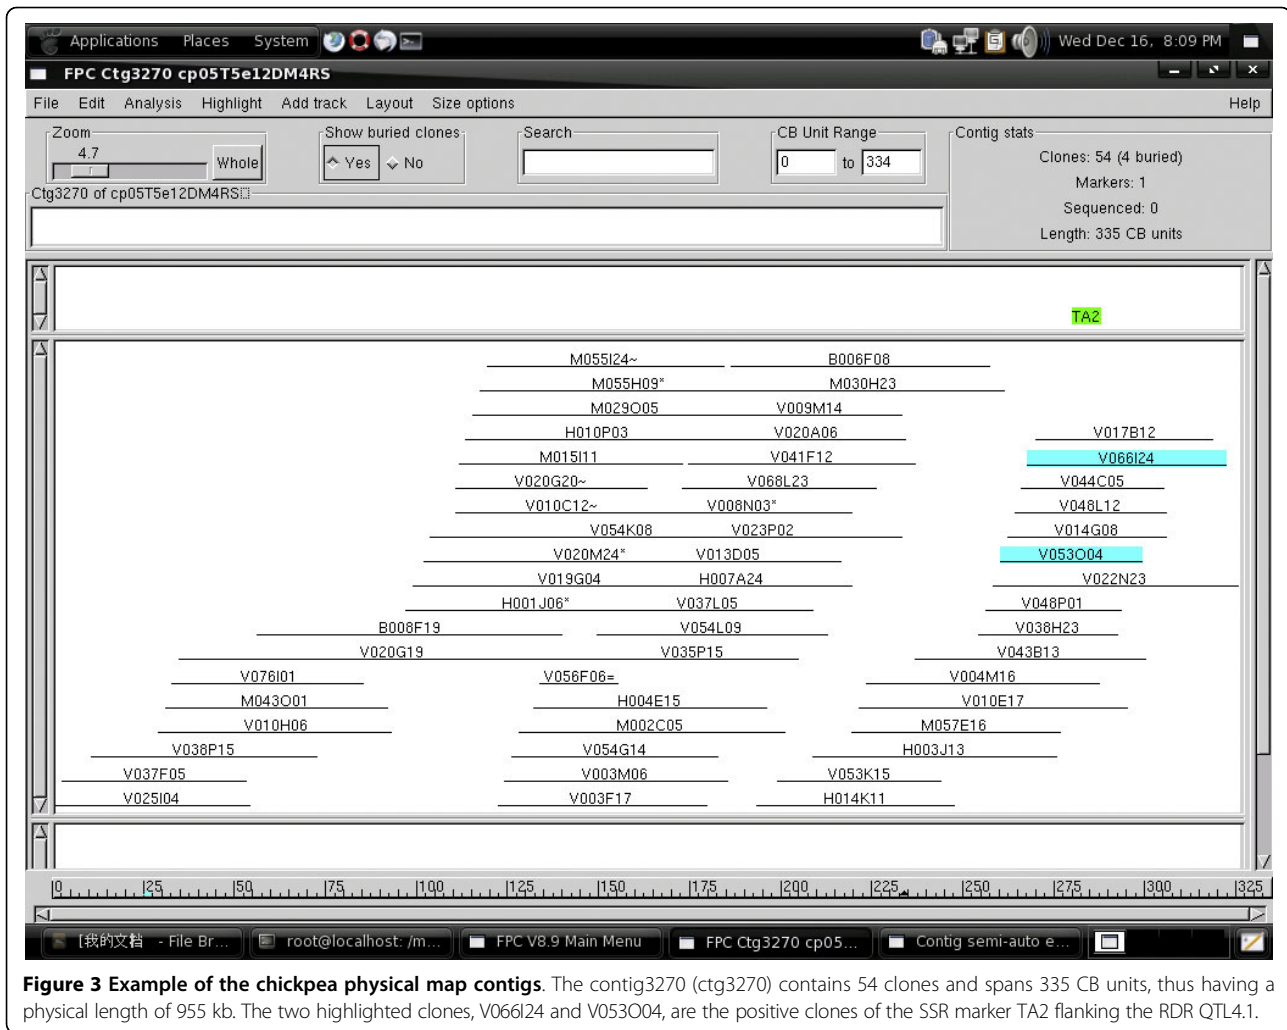 Applications Places System Wed Dec 16, 8:09 PM
FPC Ctg3270 cp05T5e12DM4RS
File Edit Analysis Highlight Add track Layout Size options Help
Zoom Show buried clones Search CB Unit Range Contig stats
4.7 Whole Yes No 0 to 334 Clones: 54 (4 buried)
Markers: 1
Sequenced: 0
Length: 335 CB units
Ctg3270 of cp05T5e12DM4RS
TA2
M055I24~ B006F08
M055H09* M030H23
M029O05 V009M14
H010P03 V020A06 V017B12
M015I11 V041F12 V066I24
V020G20~ V068L23 V044C05
V010C12~ V008N03* V048L12
V054K08 V023P02 V014G08
V020M24* V013D05 V053O04
V019G04 H007A24 V022N23
H001J06* V037L05 V048P01
B008F19 V054L09 V038H23
V020G19 V035P15 V043B13
V076I01 V056F06= V004M16
M043O01 H004E15 V010E17
V010H06 M002C05 M057E16
V038P15 V054G14 H003J13
V037F05 V003M06 V053K15
V025I04 V003F17 H014K11
0 25 50 75 100 125 150 175 200 225 250 275 300 325
[我的文档 - File Br... root@localhost: /m... FPC V8.9 Main Menu FPC Ctg3270 cp05... Contig semi-auto e...
Figure 3 Example of the chickpea physical map contigs. The contig3270 (ctg3270) contains 54 clones and spans 335 CB units, thus having a
physical length of 955 kb. The two highlighted clones, V066I24 and V053O04, are the positive clones of the SSR marker TA2 flanking the RDR QTL4.1.